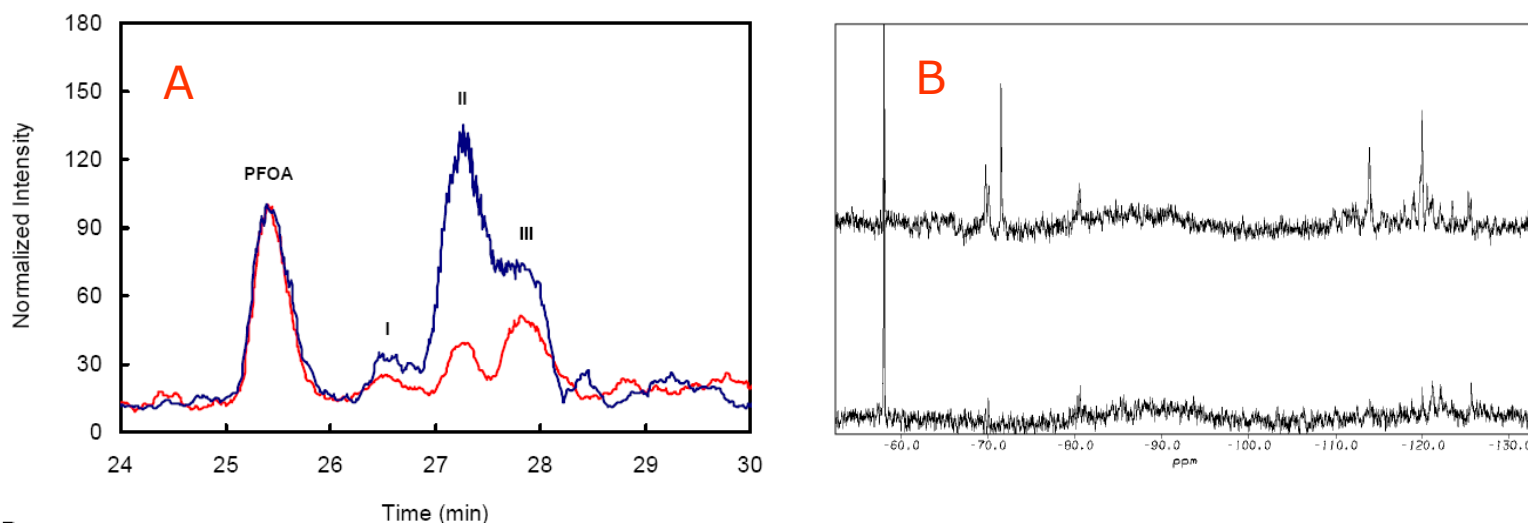 180
150
120
90
60
30
0
Normalized Intensity
A
PFOA
I
II
III
24 25 26 27 28 29 30
Time (min)
B
-60.0 -70.0 -80.0 -90.0 -100.0 -110.0 -120.0 -130.0
ppm